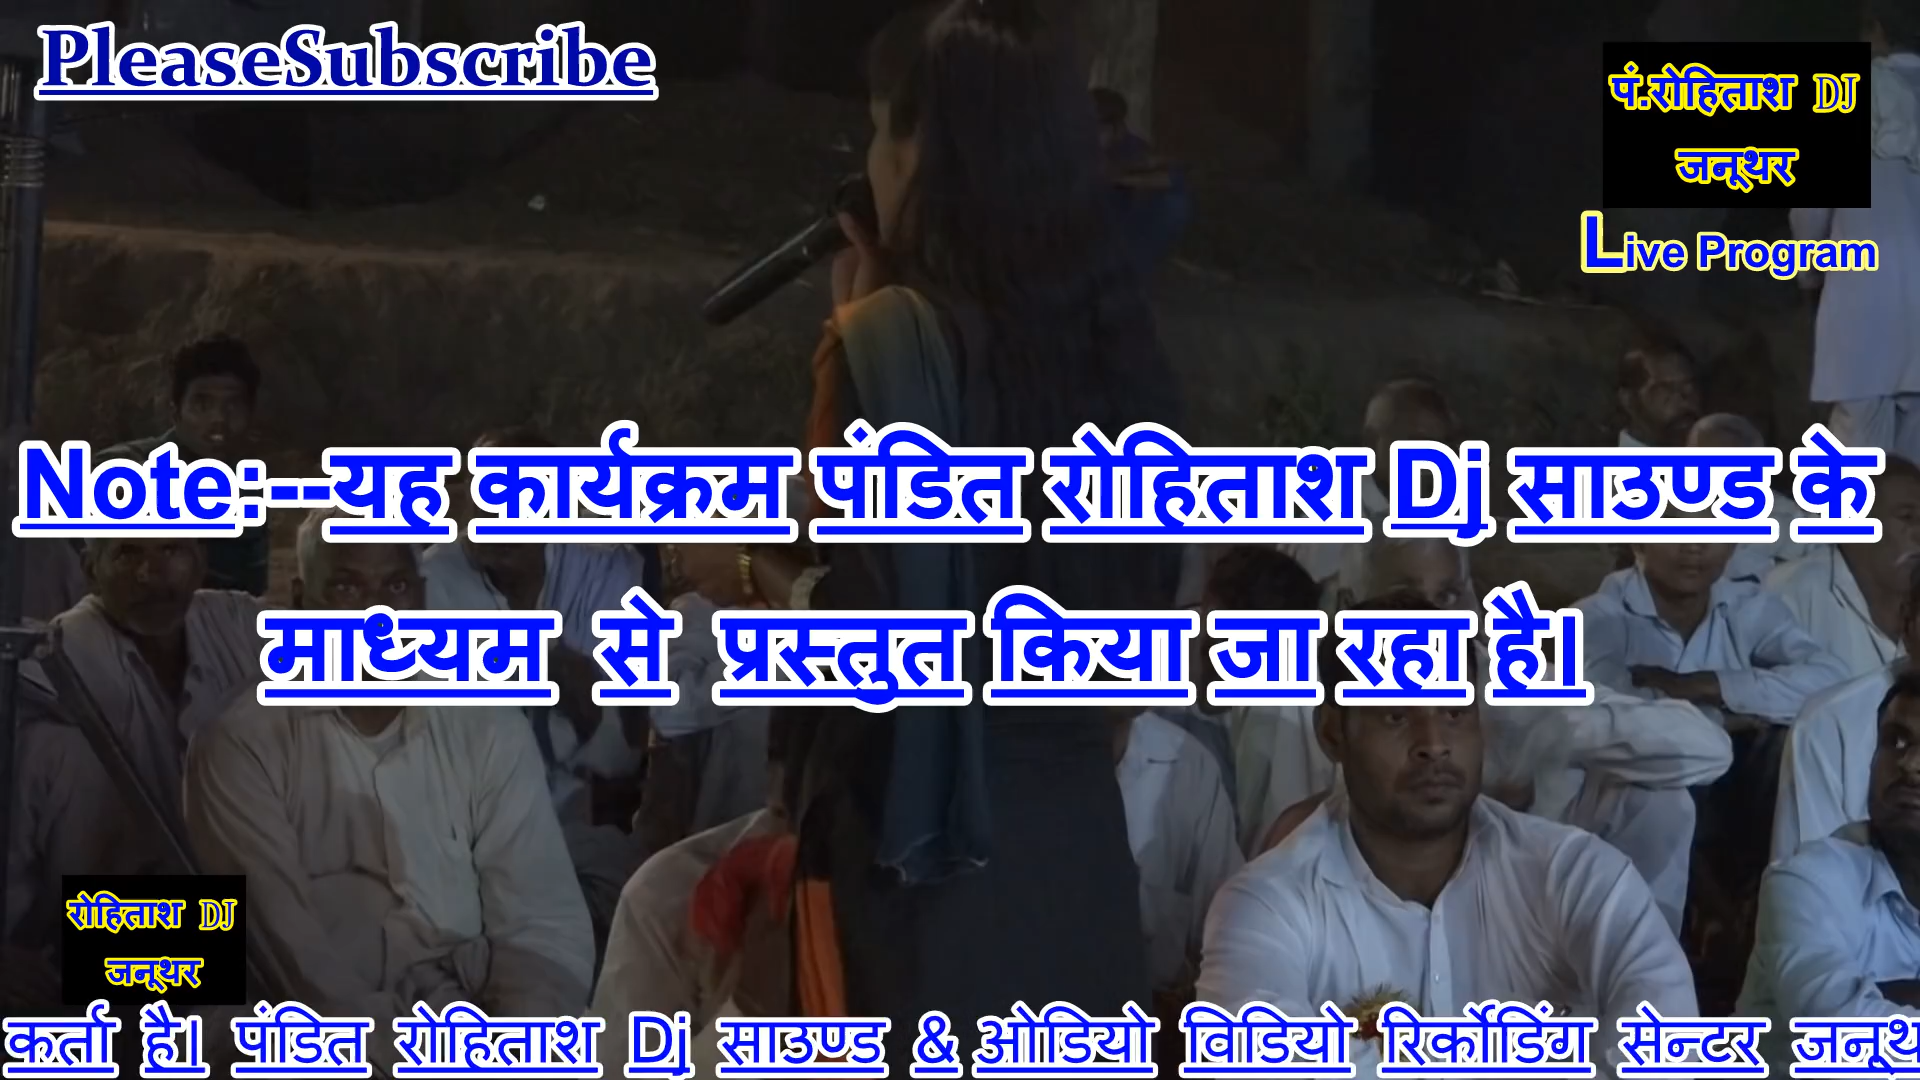 PleaseSubscribe
पं.रोहिताश DJ
जनूथर
Live Program
Note:--यह कार्यक्रम पंडित रोहिताश Dj साउण्ड के
माध्यम से प्रस्तुत किया जा रहा है।
रोहिताश DJ
जनूथर
कर्ता है। पंडित रोहिताश Dj साउण्ड & ओडियो विडियो रिर्कोडिंग सेन्टर